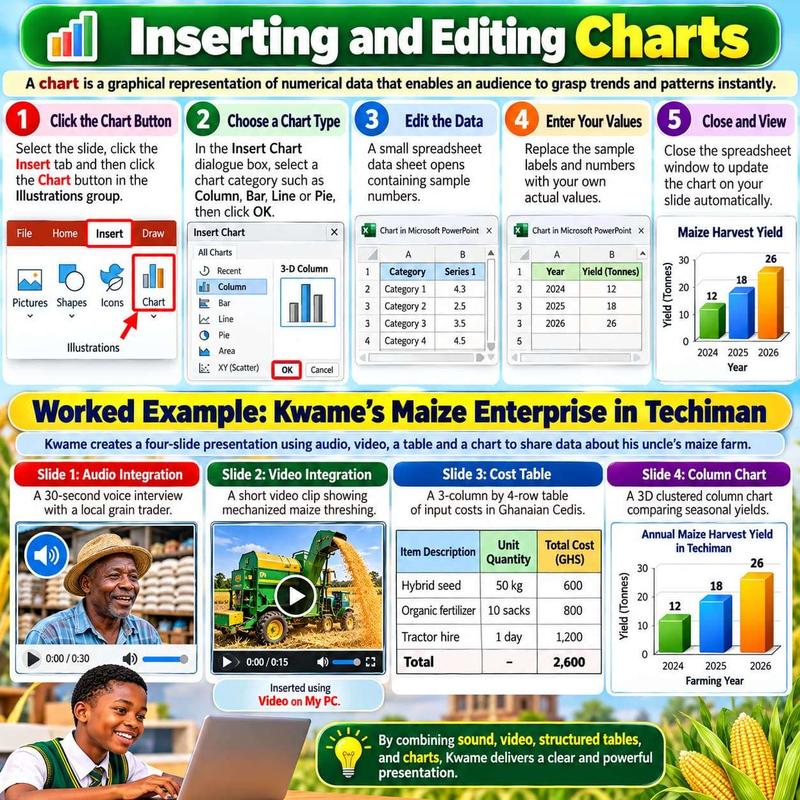 Inserting and Editing Charts
A chart is a graphical representation of numerical data that enables an audience to grasp trends and patterns instantly.
1 Click the Chart Button
Select the slide, click the
Insert tab and then click
the Chart button in the
Illustrations group.
File Home Insert Draw
Pictures Shapes Icons Chart
Illustrations
2 Choose a Chart Type
In the Insert Chart
dialogue box, select a
chart category such as
Column, Bar, Line or Pie,
then click OK.
Insert Chart ×
All Charts
Recent
Column
Bar
Line
Pie
Area
XY (Scatter)
3-D Column
OK Cancel
3 Edit the Data
A small spreadsheet
data sheet opens
containing sample
numbers.
Chart in Microsoft PowerPoint ×
A B
1 Category Series 1
2 Category 1 4.3
3 Category 2 2.5
3 Category 3 3.5
4 Category 4 4.5
4 Enter Your Values
Replace the sample
labels and numbers
with your own
actual values.
Chart in Microsoft PowerPoint ×
A B
1 Year Yield (Tonnes)
2 2024 12
3 2025 18
3 2026 26
5
5 Close and View
Close the spreadsheet
window to update
the chart on your
slide automatically.
Maize Harvest Yield
Yield (Tonnes)
30
20
10
0
12 18 26
2024 2025 2026
Year
Worked Example: Kwame's Maize Enterprise in Techiman
Kwame creates a four-slide presentation using audio, video, a table and a chart to share data about his uncle's maize farm.
Slide 1: Audio Integration
A 30-second voice interview
with a local grain trader.
0:00 / 0:30
Slide 2: Video Integration
A short video clip showing
mechanized maize threshing.
0:00 / 0:15
Inserted using
Video on My PC.
Slide 3: Cost Table
A 3-column by 4-row table
of input costs in Ghanaian Cedis.
Item Description Unit Quantity Total Cost (GHS)
Hybrid seed 50 kg 600
Organic fertilizer 10 sacks 800
Tractor hire 1 day 1,200
Total – 2,600
Slide 4: Column Chart
A 3D clustered column chart
comparing seasonal yields.
Annual Maize Harvest Yield
in Techiman
Yield (Tonnes)
30
20
10
0
12 18 26
2024 2025 2026
Farming Year
By combining sound, video, structured tables,
and charts, Kwame delivers a clear and powerful
presentation.